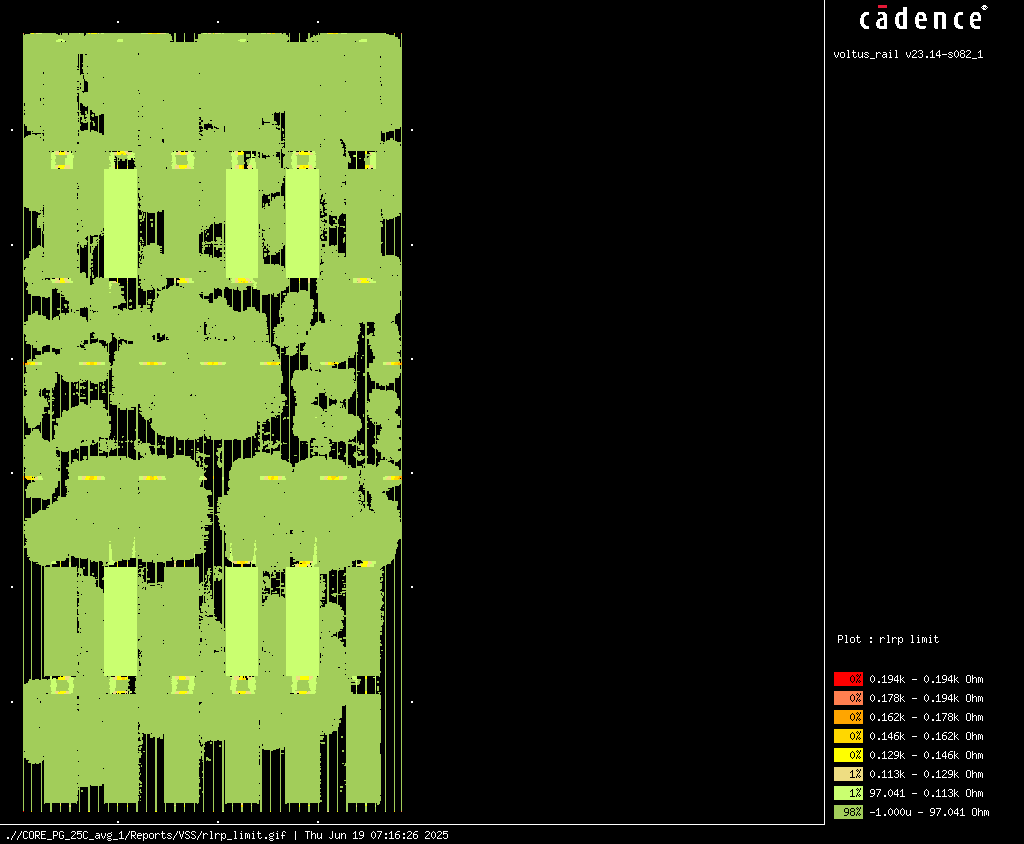 cādence®
voltus_rail v23.14-s082_1
Plot : rlrp limit
0% 0.194k - 0.194k Ohm
0% 0.178k - 0.194k Ohm
0% 0.162k - 0.178k Ohm
0% 0.146k - 0.162k Ohm
0% 0.129k - 0.146k Ohm
1% 0.113k - 0.129k Ohm
1% 97.041 - 0.113k Ohm
98% -1.000u - 97.041 Ohm
.//CORE_PG_25C_avg_1/Reports/VSS/rlrp_limit.gif | Thu Jun 19 07:16:26 2025